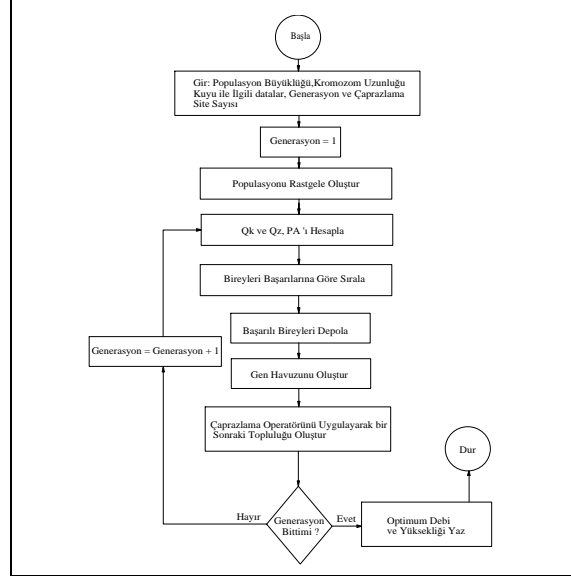 Başla
Gir: Populasyon Büyüklüğü,Kromozom Uzunluğu
Kuyu ile İlgili datalar, Generasyon ve Çaprazlama
Site Sayısı
Generasyon = 1
Populasyonu Rastgele Oluştur
Qk ve Qz, PA 'ı Hesapla
Bireyleri Başarılarına Göre Sırala
Başarılı Bireyleri Depola
Generasyon = Generasyon + 1
Gen Havuzunu Oluştur
Çaprazlama Operatörünü Uygulayarak bir
Sonraki Topluluğu Oluştur
Dur
Hayır
Generasyon
Bittimi ?
Evet
Optimum Debi
ve Yüksekliği Yaz